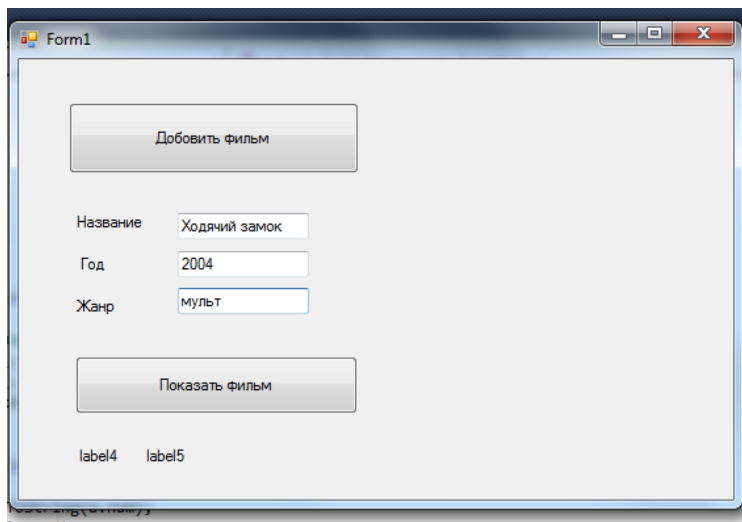 Form1
Добовить фильм
Название
Ходячий замок
Год
2004
Жанр
мульт
Показать фильм
label4
label5